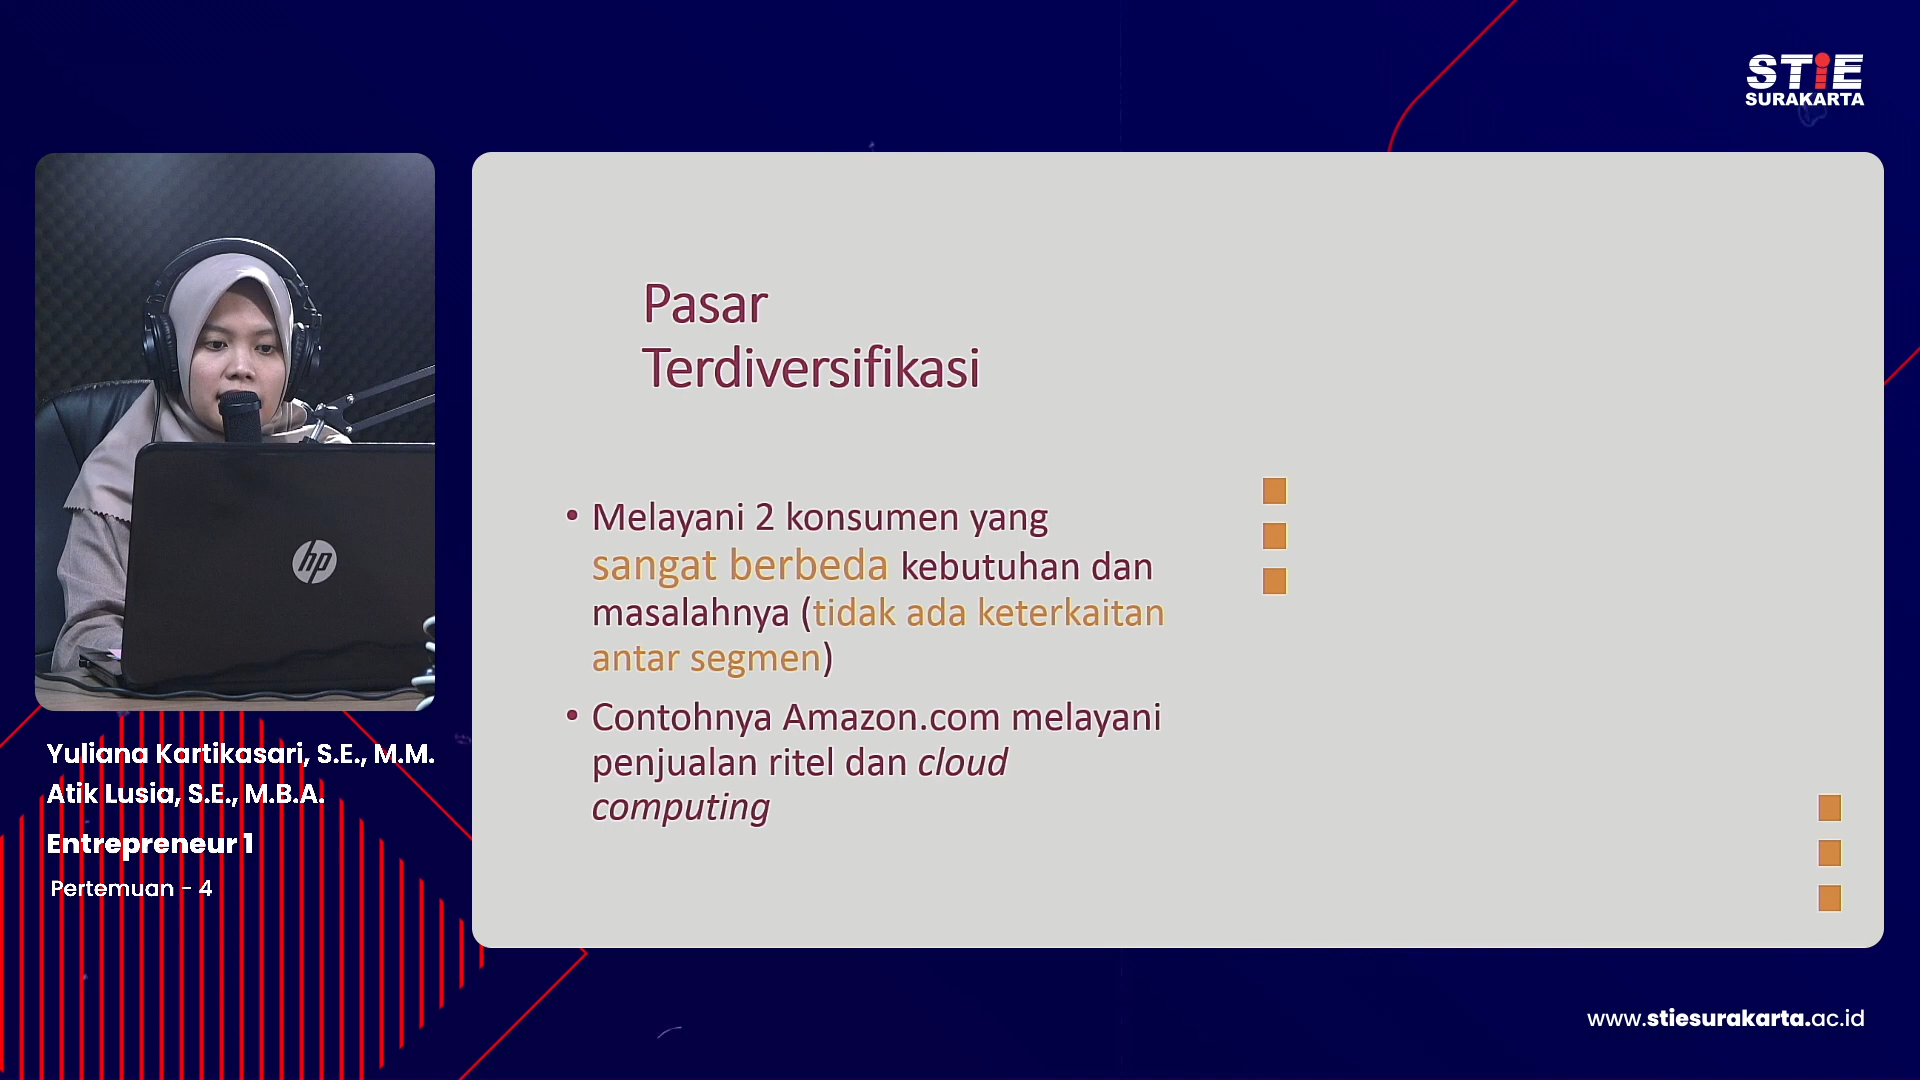 STiE
SURAKARTA
hp
Yuliana Kartikasari, S.E., M.M.
Atik Lusia, S.E., M.B.A.
Entrepreneur 1
Pertemuan - 4
Pasar
Terdiversifikasi
• Melayani 2 konsumen yang
sangat berbeda kebutuhan dan
masalahnya (tidak ada keterkaitan
antar segmen)
• Contohnya Amazon.com melayani
penjualan ritel dan cloud
computing
www.stiesurakarta.ac.id